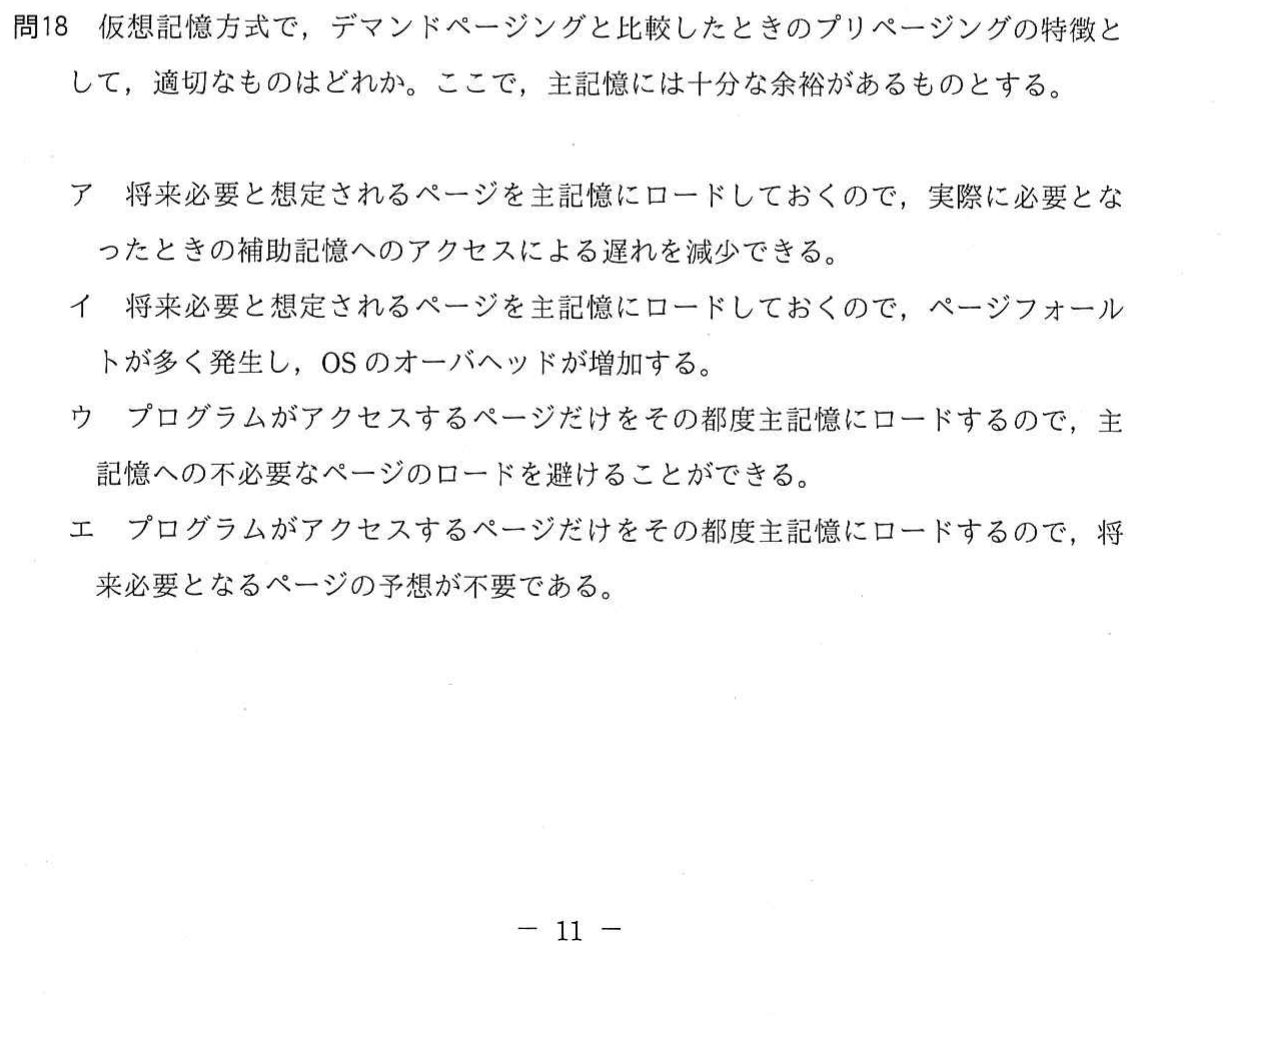 問18　仮想記憶方式で，デマンドページングと比較したときのプリページングの特徴と
して，適切なものはどれか。ここで，主記憶には十分な余裕があるものとする。
ア　将来必要と想定されるページを主記憶にロードしておくので，実際に必要とな
ったときの補助記憶へのアクセスによる遅れを減少できる。
イ　将来必要と想定されるページを主記憶にロードしておくので，ページフォール
トが多く発生し，OSのオーバヘッドが増加する。
ウ　プログラムがアクセスするページだけをその都度主記憶にロードするので，主
記憶への不必要なページのロードを避けることができる。
エ　プログラムがアクセスするページだけをその都度主記憶にロードするので，将
来必要となるページの予想が不要である。
－ 11 －